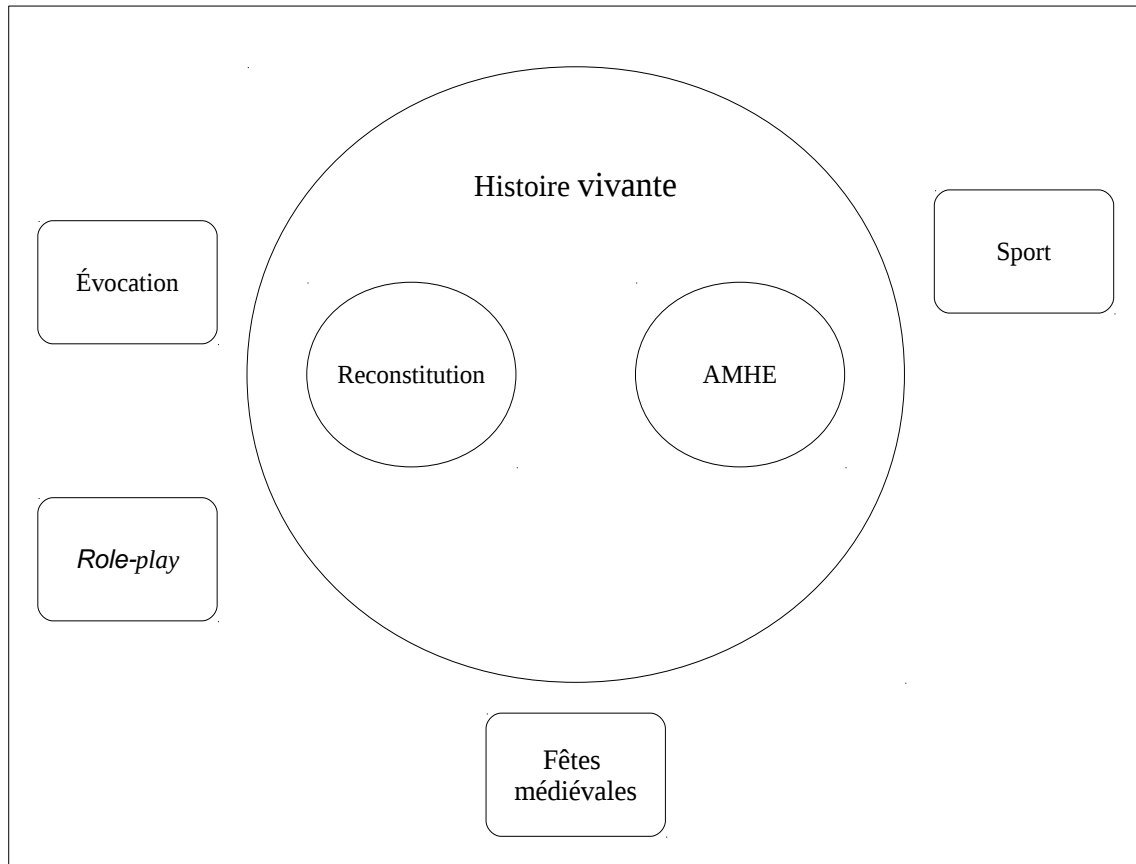 Histoire vivante
Sport
Évocation
Reconstitution
AMHE
Role-play
Fêtes
médiévales